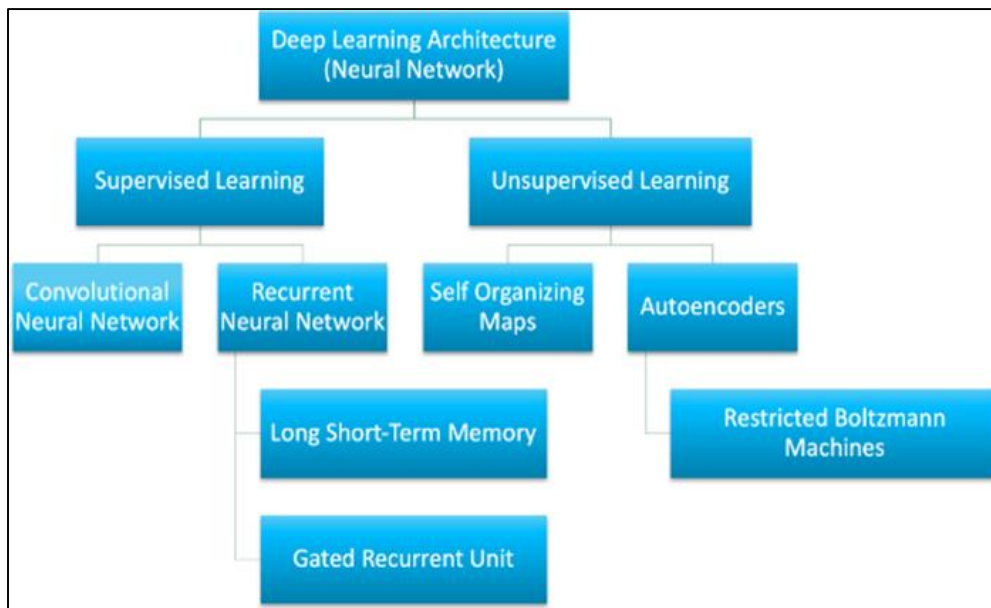 Deep Learning Architecture
(Neural Network)
Supervised Learning
Unsupervised Learning
Convolutional
Neural Network
Recurrent
Neural Network
Self Organizing
Maps
Autoencoders
Long Short-Term Memory
Restricted Boltzmann
Machines
Gated Recurrent Unit